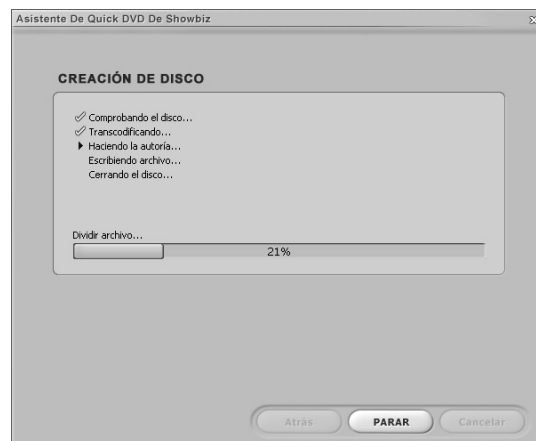 Asistente De Quick DVD De Showbiz
CREACIÓN DE DISCO
Comprobando el disco...
Transcodificando...
Haciendo la autoría...
Escribiendo archivo...
Cerrando el disco...
Dividir archivo...
21%
Atrás PARAR Cancelar